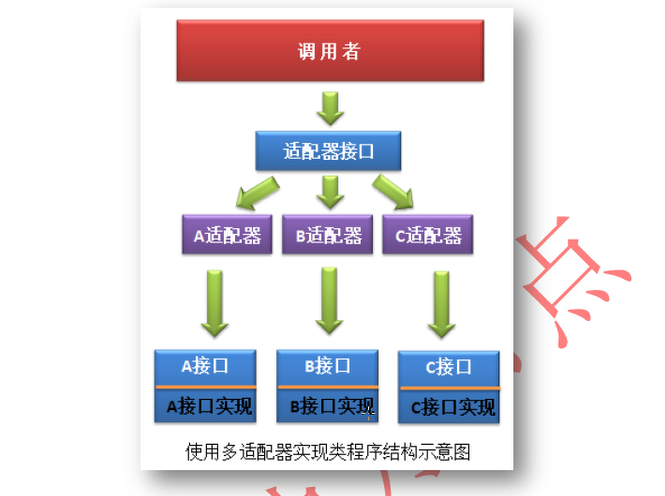 调用者
适配器接口
A适配器 B适配器 C适配器
A接口 B接口 C接口
A接口实现 B接口实现 C接口实现
使用多适配器实现类程序结构示意图
点